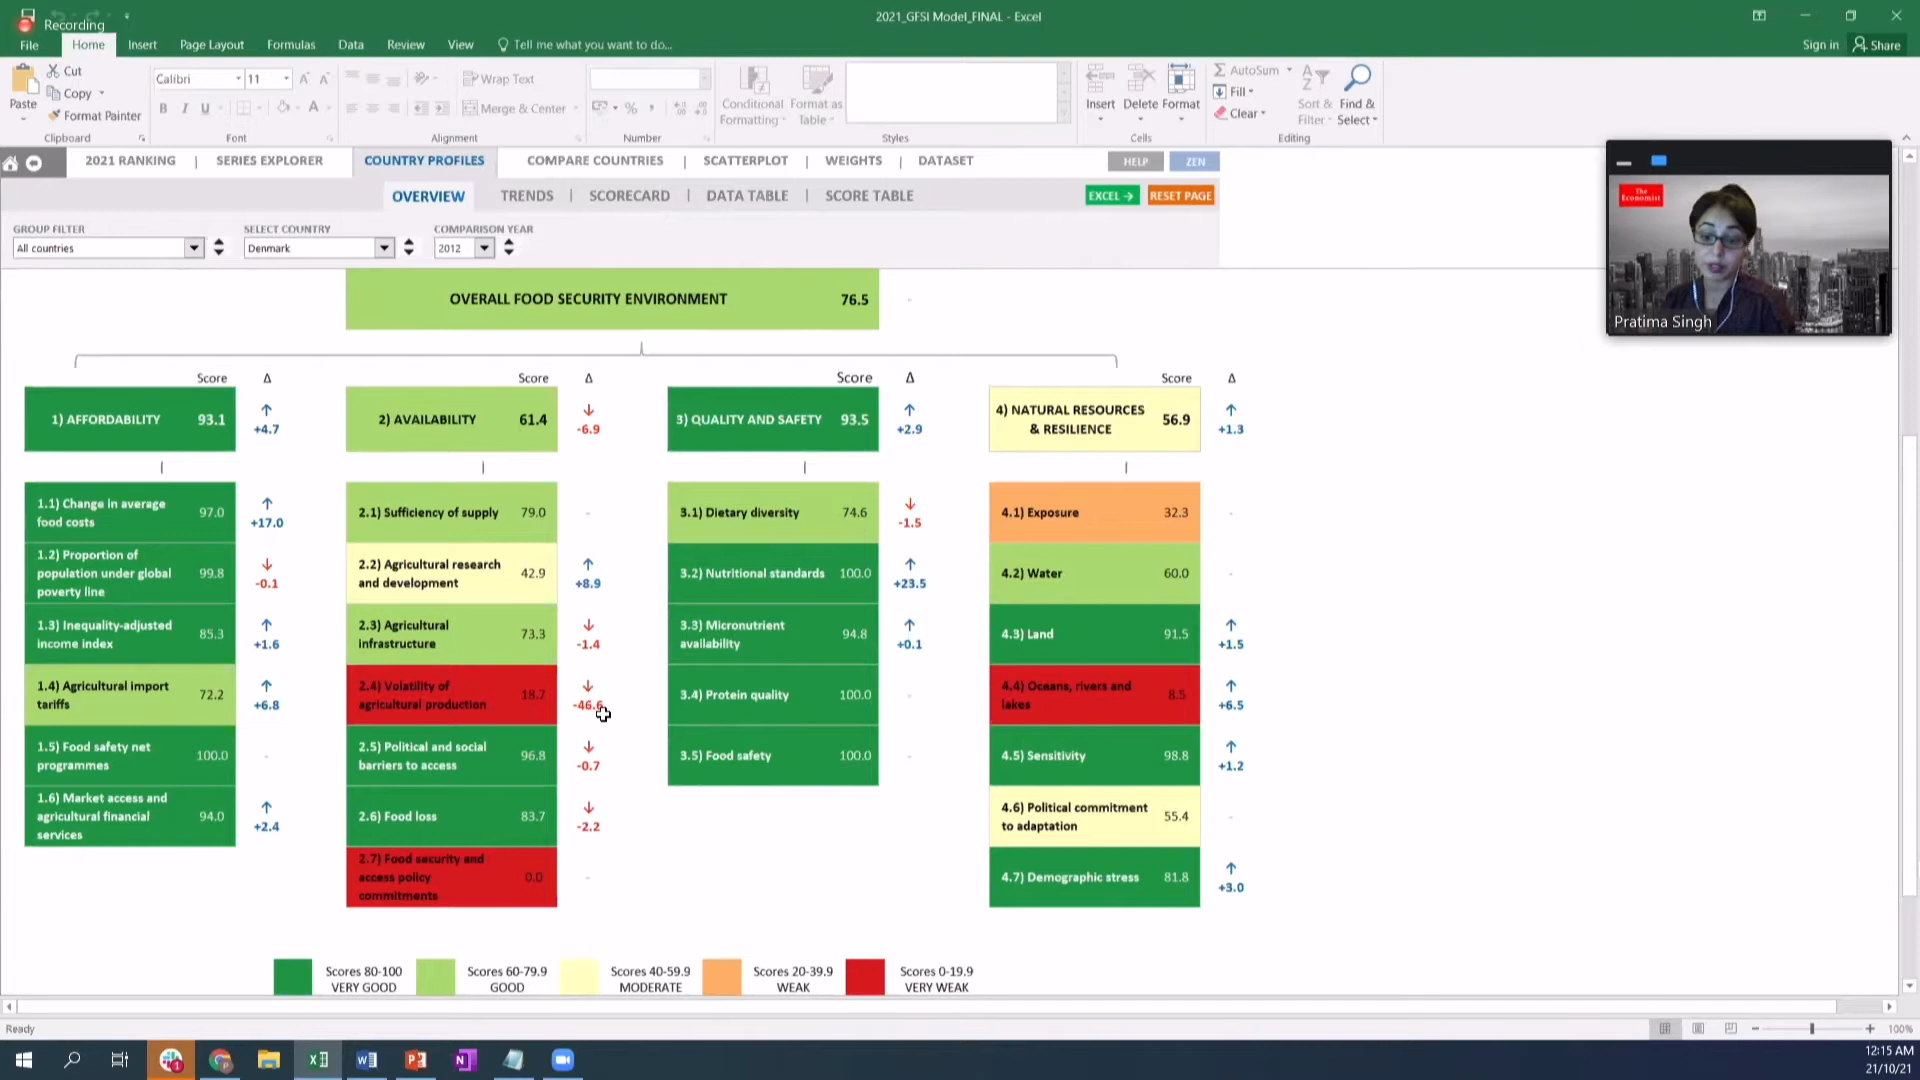 Recording
2021_GFSI Model_FINAL - Excel
File Home Insert Page Layout Formulas Data Review View Tell me what you want to do... Sign in Share
Paste
Cut
Copy
Format Painter
Clipboard
Calibri 11
B I U
Font
Wrap Text
Merge & Center
Alignment
%
Number
Conditional Formatting
Format as Table
Styles
Insert Delete Format
Cells
AutoSum
Fill
Clear
Sort & Filter
Find & Select
Editing
2021 RANKING | SERIES EXPLORER COUNTRY PROFILES COMPARE COUNTRIES | SCATTERPLOT | WEIGHTS | DATASET HELP ZEN
OVERVIEW TRENDS | SCORECARD | DATA TABLE | SCORE TABLE EXCEL → RESET PAGE
GROUP FILTER SELECT COUNTRY COMPARISON YEAR
All countries Denmark 2012
The
Economist
Pratima Singh
OVERALL FOOD SECURITY ENVIRONMENT 76.5 -
Score Δ Score Δ Score Δ Score Δ
1) AFFORDABILITY 93.1 ↑ +4.7
2) AVAILABILITY 61.4 ↓ -6.9
3) QUALITY AND SAFETY 93.5 ↑ +2.9
4) NATURAL RESOURCES
& RESILIENCE 56.9 ↑ +1.3
1.1) Change in average
food costs 97.0 ↑ +17.0
1.2) Proportion of
population under global
poverty line 99.8 ↓ -0.1
1.3) Inequality-adjusted
income index 85.3 ↑ +1.6
1.4) Agricultural import
tariffs 72.2 ↑ +6.8
1.5) Food safety net
programmes 100.0 -
1.6) Market access and
agricultural financial
services 94.0 ↑ +2.4
2.1) Sufficiency of supply 79.0 -
2.2) Agricultural research
and development 42.9 ↑ +8.9
2.3) Agricultural
infrastructure 73.3 ↓ -1.4
2.4) Volatility of
agricultural production 18.7 ↓ -46.6
2.5) Political and social
barriers to access 96.8 ↓ -0.7
2.6) Food loss 83.7 ↓ -2.2
2.7) Food security and
access policy
commitments 0.0 -
3.1) Dietary diversity 74.6 ↓ -1.5
3.2) Nutritional standards 100.0 ↑ +23.5
3.3) Micronutrient
availability 94.8 ↑ +0.1
3.4) Protein quality 100.0 -
3.5) Food safety 100.0 -
4.1) Exposure 32.3 -
4.2) Water 60.0 -
4.3) Land 91.5 ↑ +1.5
4.4) Oceans, rivers and
lakes 8.5 ↑ +6.5
4.5) Sensitivity 98.8 ↑ +1.2
4.6) Political commitment
to adaptation 55.4 -
4.7) Demographic stress 81.8 ↑ +3.0
Scores 80-100
VERY GOOD
Scores 60-79.9
GOOD
Scores 40-59.9
MODERATE
Scores 20-39.9
WEAK
Scores 0-19.9
VERY WEAK
Ready 100%
12:15 AM
21/10/21